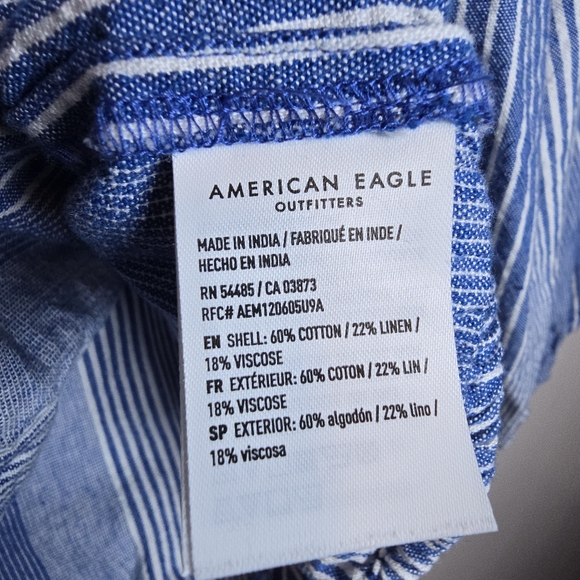 AMERICAN EAGLE
OUTFITTERS
MADE IN INDIA / FABRIQUÉ EN INDE /
HECHO EN INDIA
RN 54485 / CA 03873
RFC# AEM120605U9A
EN SHELL: 60% COTTON / 22% LINEN /
18% VISCOSE
FR EXTÉRIEUR: 60% COTON / 22% LIN /
18% VISCOSE
SP EXTERIOR: 60% algodón / 22% lino /
18% viscosa